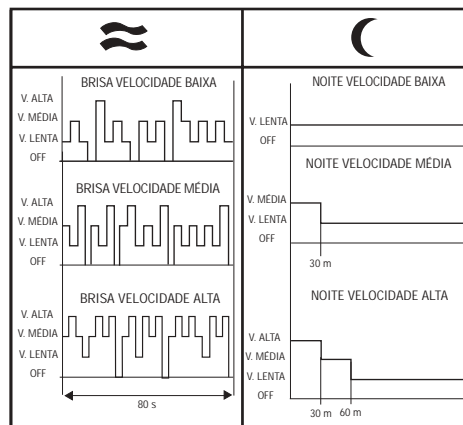 BRISA VELOCIDADE BAIXA
V. ALTA
V. MÉDIA
V. LENTA
OFF
BRISA VELOCIDADE MÉDIA
V. ALTA
V. MÉDIA
V. LENTA
OFF
BRISA VELOCIDADE ALTA
V. ALTA
V. MÉDIA
V. LENTA
OFF
80 s
NOITE VELOCIDADE BAIXA
V. LENTA
OFF
NOITE VELOCIDADE MÉDIA
V. MÉDIA
V. LENTA
OFF
30 m
NOITE VELOCIDADE ALTA
V. ALTA
V. MÉDIA
V. LENTA
OFF
30 m 60 m